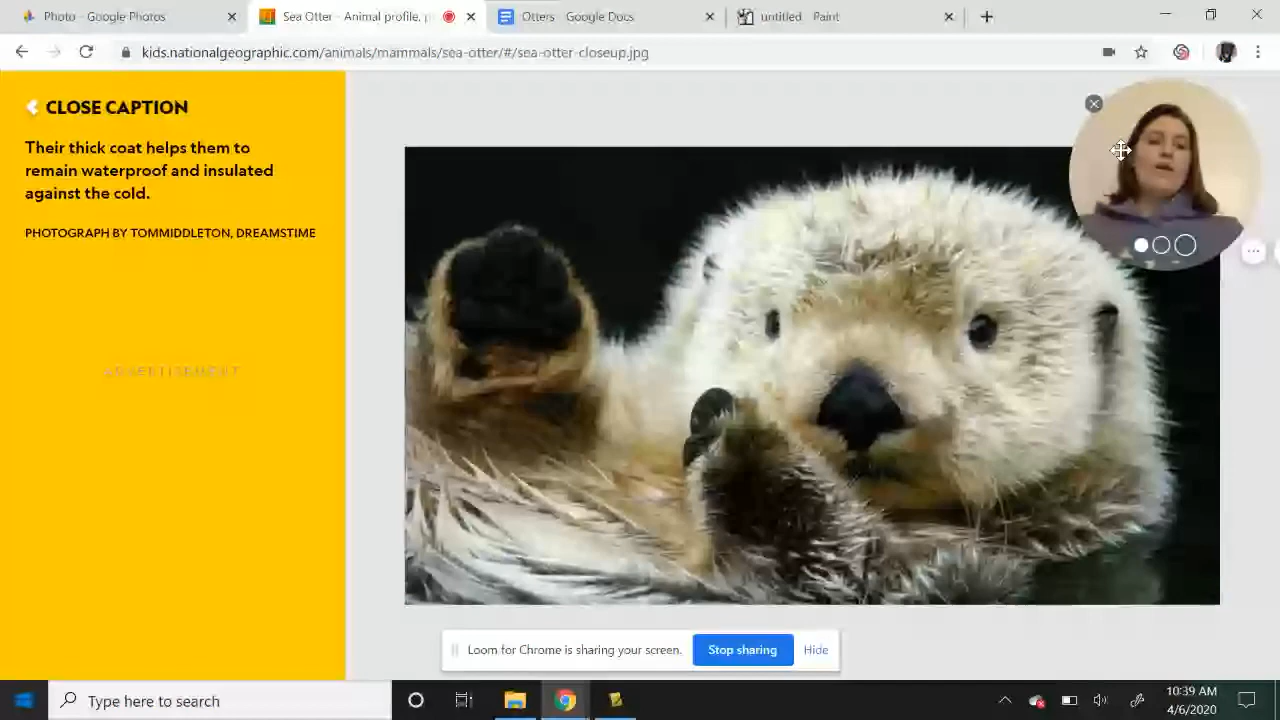 Photo - Google Photos
Sea Otter - Animal profile, p
Otters - Google Docs
untitled - Paint
kids.nationalgeographic.com/animals/mammals/sea-otter/#/sea-otter-closeup.jpg
CLOSE CAPTION
Their thick coat helps them to
remain waterproof and insulated
against the cold.
PHOTOGRAPH BY TOMMIDDLETON, DREAMSTIME
ADVERTISEMENT
Loom for Chrome is sharing your screen.
Stop sharing
Hide
Type here to search
10:39 AM
4/6/2020